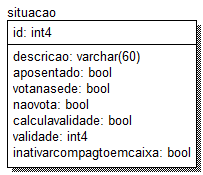 situacao
id: int4
descricao: varchar(60)
aposentado: bool
votanasede: bool
naovota: bool
calculavalidade: bool
validade: int4
inativarcompagtoemcaixa: bool